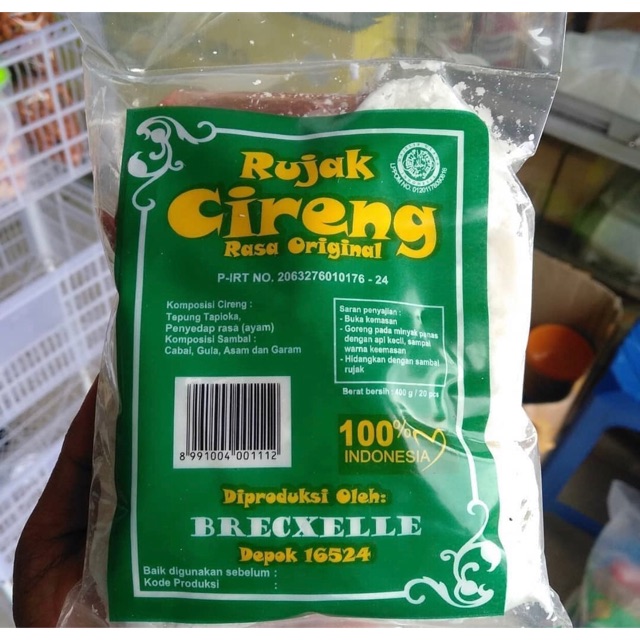 Rujak
Cireng
Rasa Original
LPPOM NO. 01201178090816
P-IRT NO. 2063276010176 - 24
Komposisi Cireng :
Tepung Tapioka,
Penyedap rasa (ayam)
Komposisi Sambal :
Cabai, Gula, Asam dan Garam
Saran penyajian :
- Buka kemasan
- Goreng pada minyak panas
dengan api kecil, sampai
warna keemasan
- Hidangkan dengan sambal
rujak
Berat bersih : 400 g / 20 pcs
8 991004 001112
100%
INDONESIA
Diproduksi Oleh:
BRECXELLE
Depok 16524
Baik digunakan sebelum :
Kode Produksi :